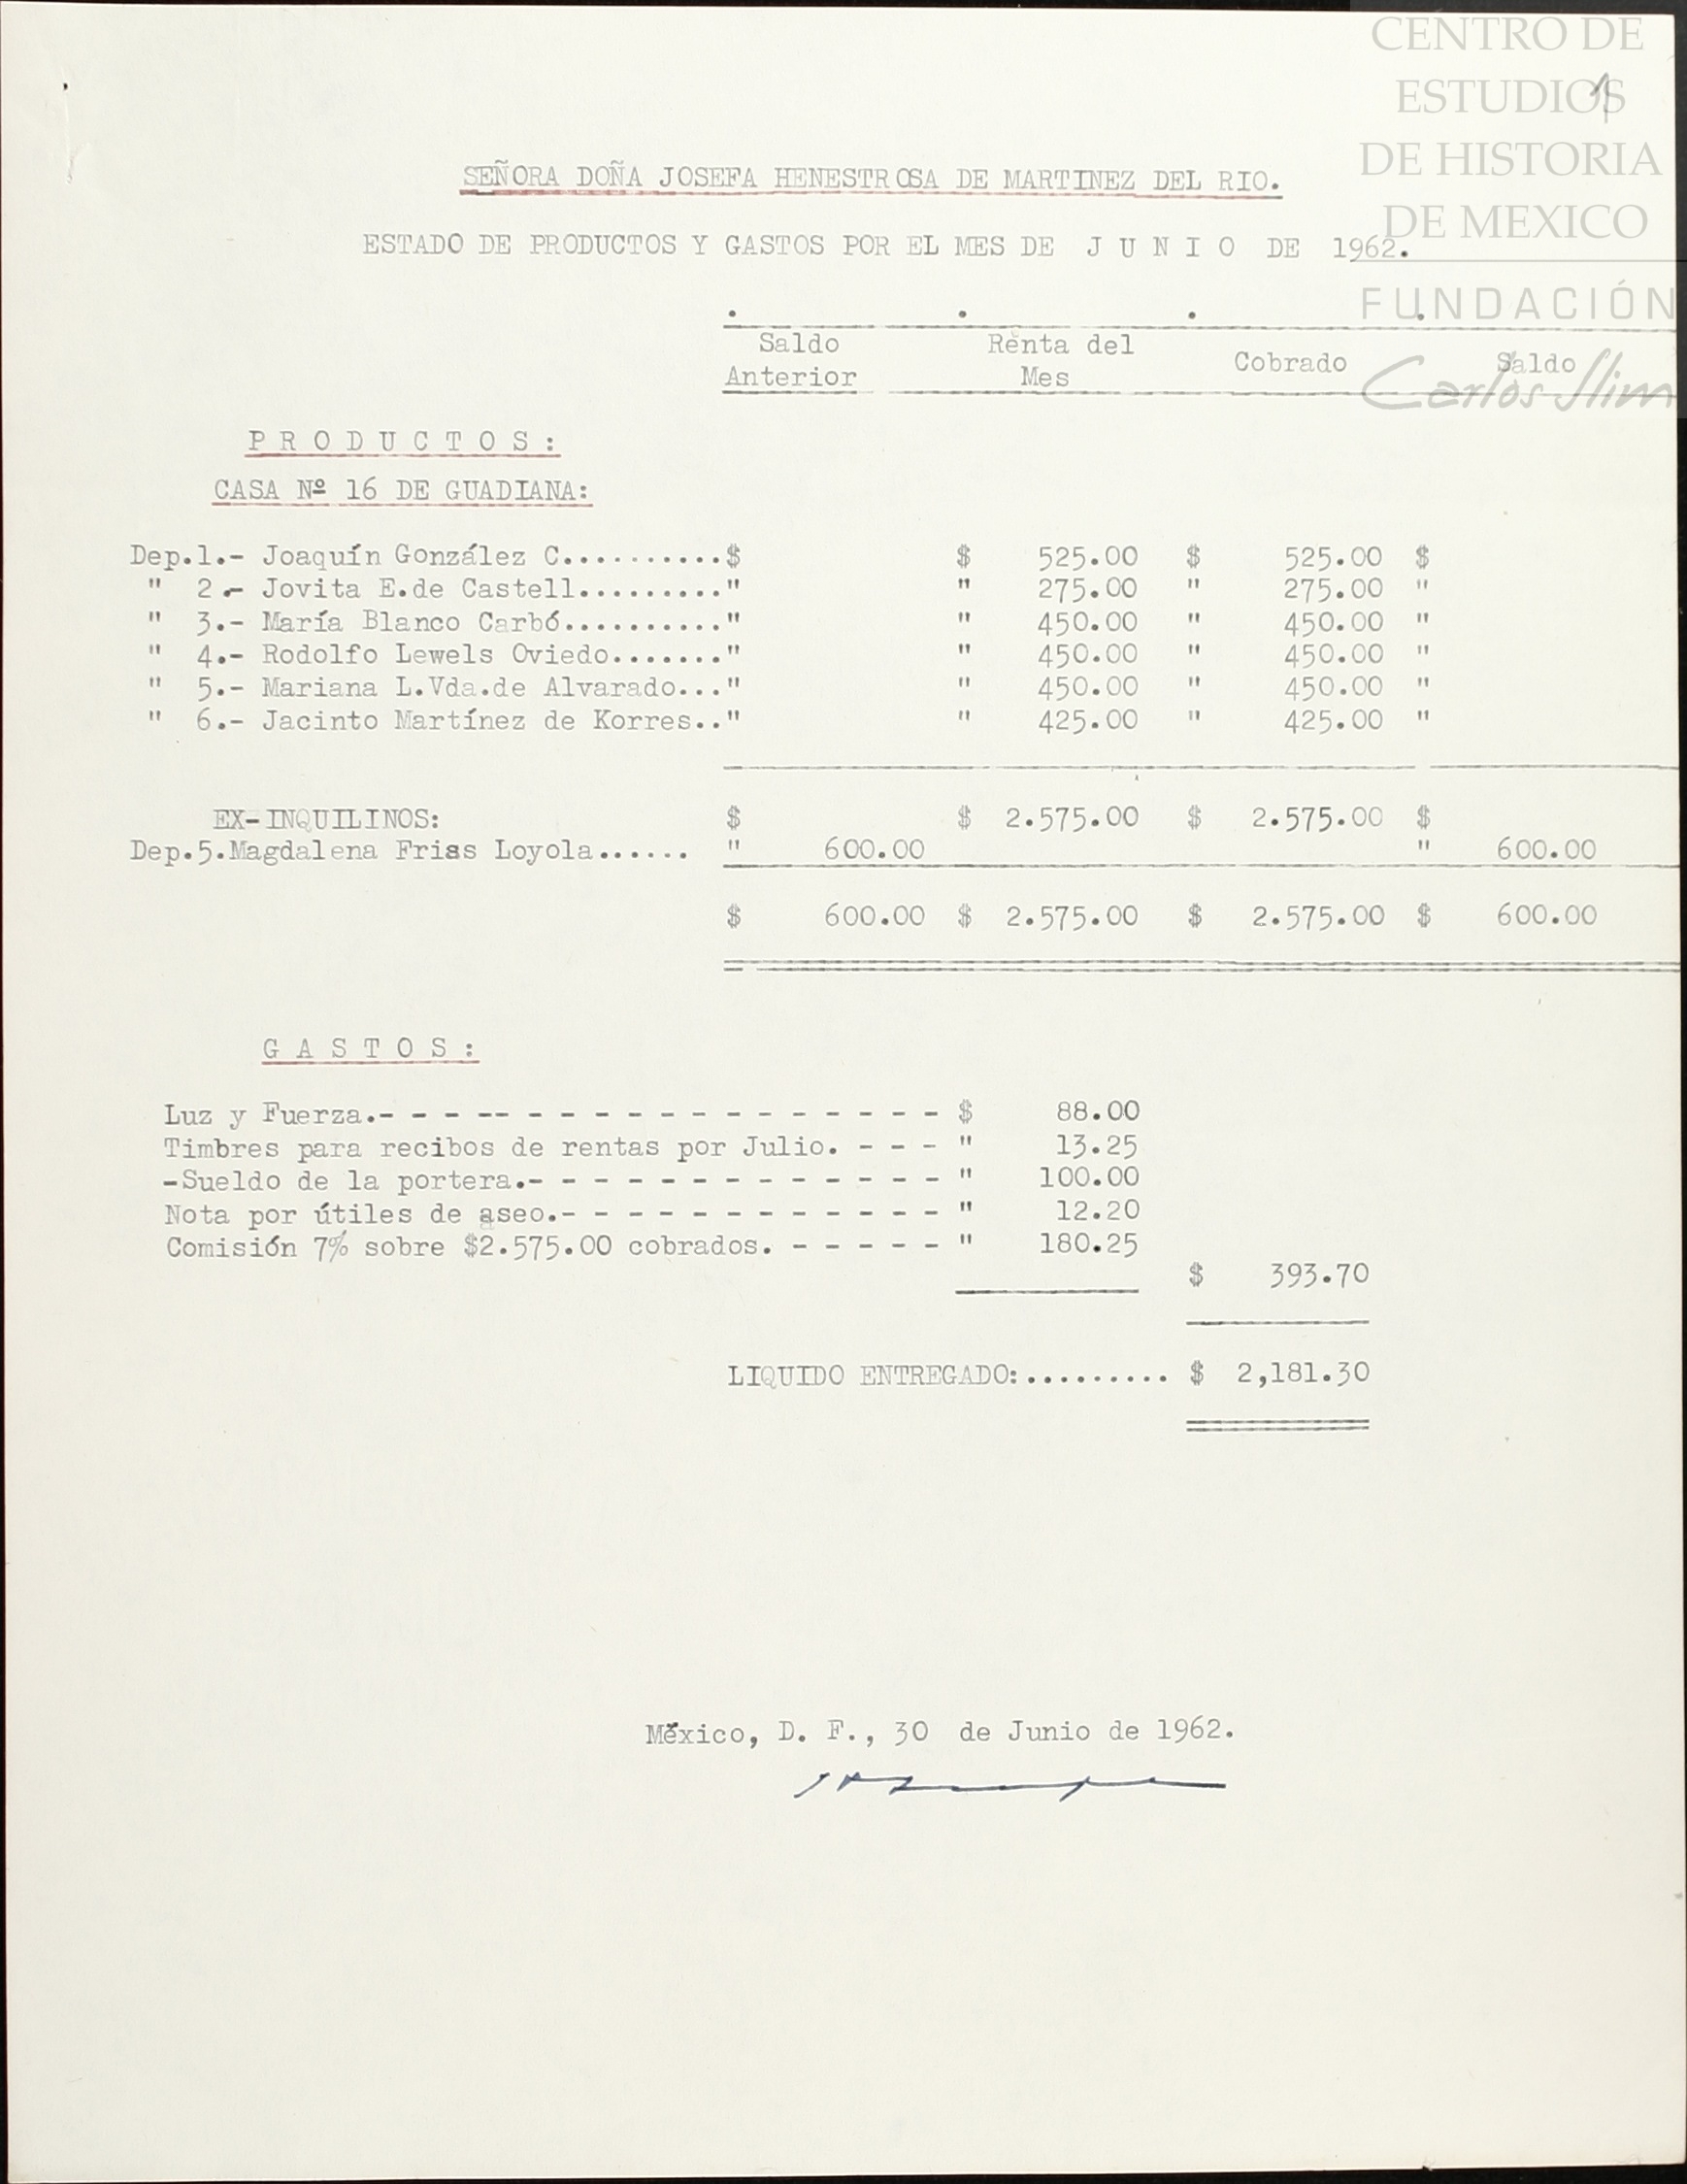 CENTRO DE
ESTUDIOS
DE HISTORIA
DE MEXICO
FUNDACIÓN
Carlos Slim
1
SEÑORA DOÑA JOSEFA HENESTROSA DE MARTINEZ DEL RIO.
ESTADO DE PRODUCTOS Y GASTOS POR EL MES DE J U N I O DE 1962.
Saldo Anterior Renta del Mes Cobrado Saldo
P R O D U C T O S :
CASA Nº 16 DE GUADIANA:
Dep.1.- Joaquín González C..........$ $ 525.00 $ 525.00 $
" 2.- Jovita E.de Castell........." " 275.00 " 275.00 "
" 3.- María Blanco Carbó.........." " 450.00 " 450.00 "
" 4.- Rodolfo Lewels Oviedo......." " 450.00 " 450.00 "
" 5.- Mariana L.Vda.de Alvarado..." " 450.00 " 450.00 "
" 6.- Jacinto Martínez de Korres.." " 425.00 " 425.00 "
EX-INQUILINOS: $ $ 2.575.00 $ 2.575.00 $
Dep.5.Magdalena Friss Loyola...... " 600.00 " 600.00
$ 600.00 $ 2.575.00 $ 2.575.00 $ 600.00
G A S T O S :
Luz y Fuerza.- - - - -- - - - - - - - - - - - - - - $ 88.00
Timbres para recibos de rentas por Julio. - - - " 13.25
-Sueldo de la portera.- - - - - - - - - - - - - - " 100.00
Nota por útiles de aseo.- - - - - - - - - - - - - " 12.20
Comisión 7% sobre $2.575.00 cobrados. - - - - - " 180.25
$ 393.70
LIQUIDO ENTREGADO:......... $ 2,181.30
México, D. F., 30 de Junio de 1962.